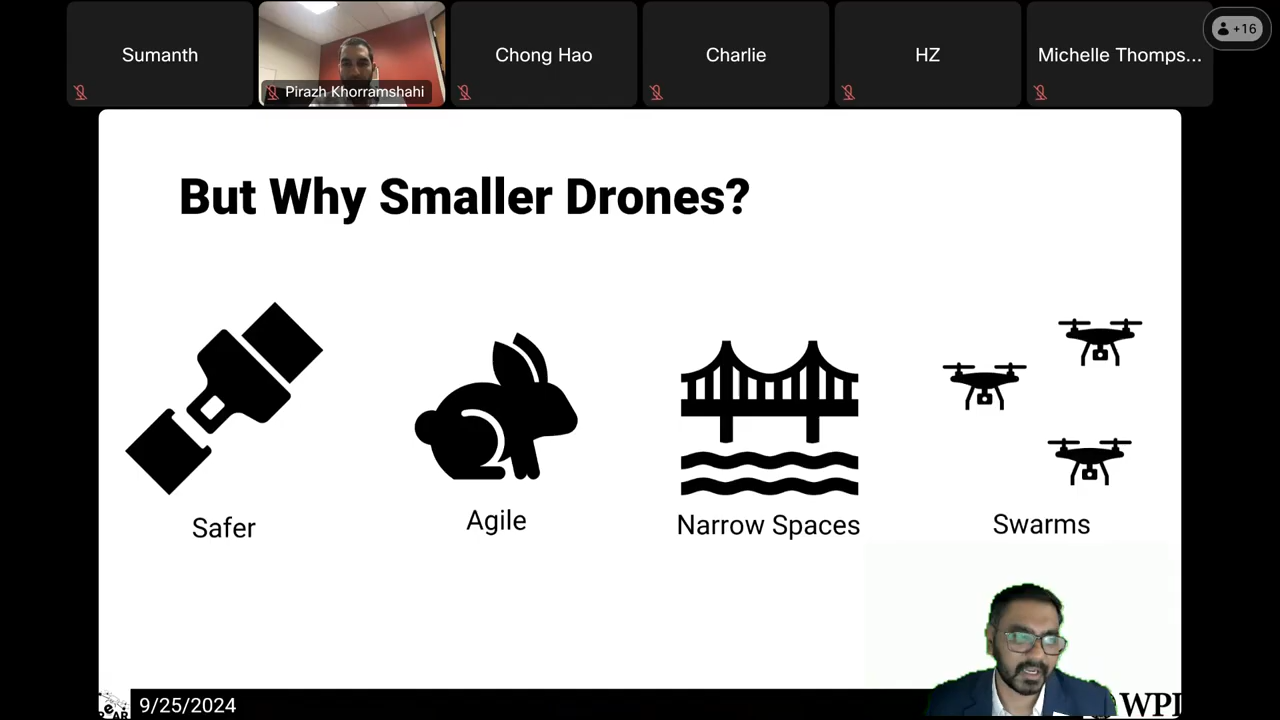 Sumanth
Pirazh Khorramshahi
Chong Hao
Charlie
HZ
Michelle Thomps...
+16
But Why Smaller Drones?
Safer
Agile
Narrow Spaces
Swarms
9/25/2024
WPI